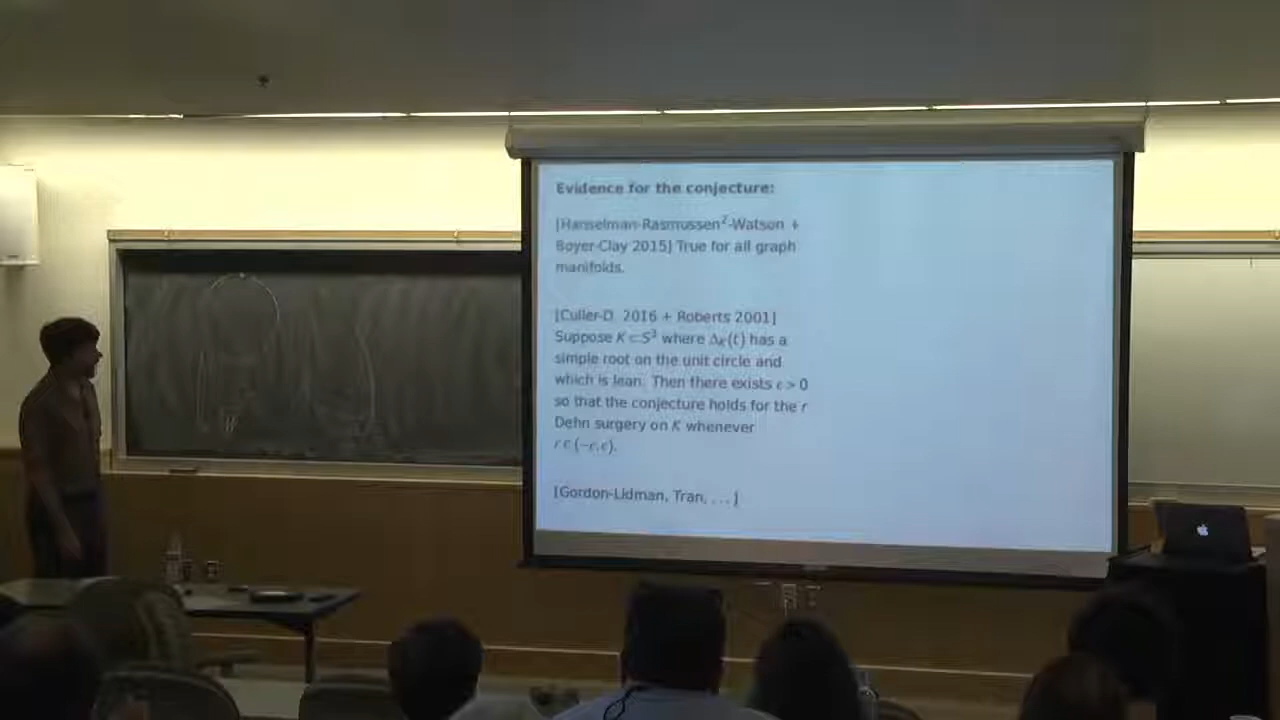 Evidence for the conjecture:
[Hanselman-Rasmussen²-Watson +
Boyer-Clay 2015] True for all graph
manifolds.
[Culler-D. 2016 + Roberts 2001]
Suppose K ⊂ S³ where Δ_K(t) has a
simple root on the unit circle and
which is lean. Then there exists ε > 0
so that the conjecture holds for the r
Dehn surgery on K whenever
r ∈ (−ε, ε).
[Gordon-Lidman, Tran, ...]